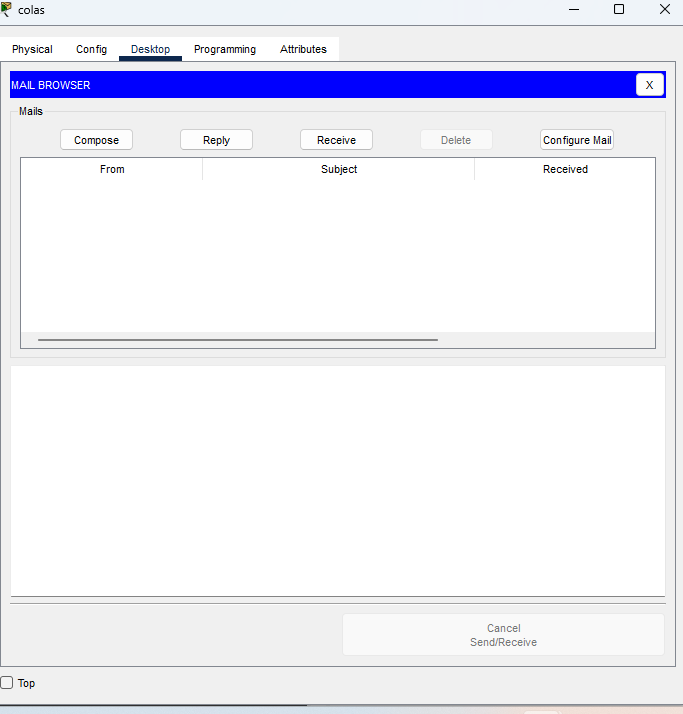 colas
Physical Config Desktop Programming Attributes
MAIL BROWSER X
Mails
Compose Reply Receive Delete Configure Mail
From Subject Received
Cancel
Send/Receive
Top